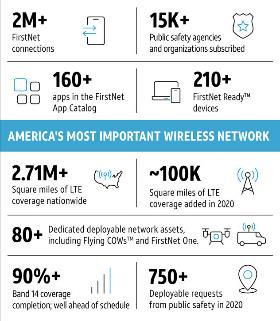 2M+
FirstNet
connections
15K+
Public safety agencies
and organizations subscribed
160+
apps in the FirstNet
App Catalog
210+
FirstNet Ready™
devices
AMERICA'S MOST IMPORTANT WIRELESS NETWORK
2.71M+
Square miles of LTE
coverage nationwide
~100K
Square miles of LTE
coverage added in 2020
80+
Dedicated deployable network assets,
including Flying COWs™ and FirstNet One.
90%+
Band 14 coverage
completion; well ahead of schedule
750+
Deployable requests
from public safety in 2020